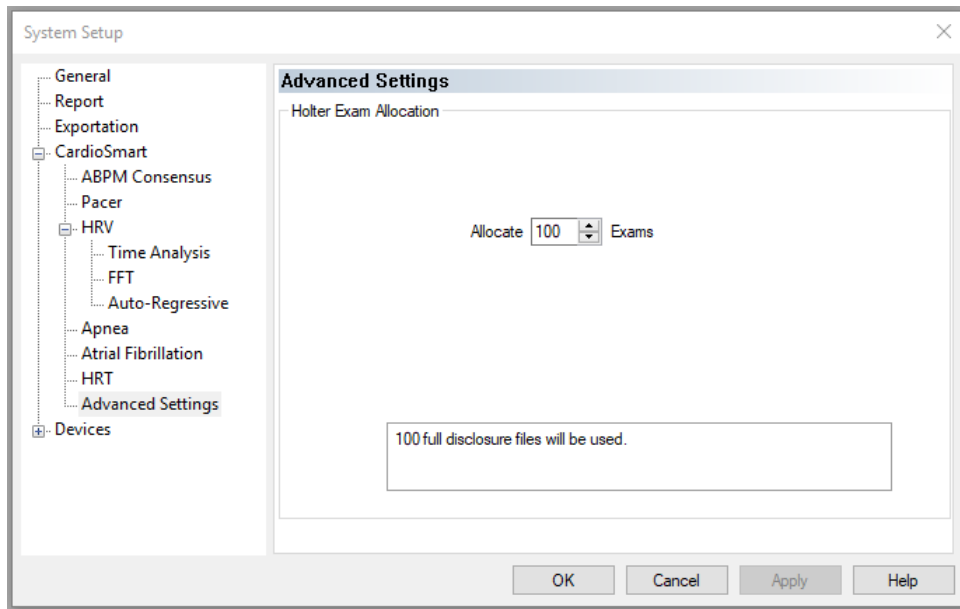 System Setup
General
Report
Exportation
CardioSmart
ABPM Consensus
Pacer
HRV
Time Analysis
FFT
Auto-Regressive
Apnea
Atrial Fibrillation
HRT
Advanced Settings
Devices
Advanced Settings
Holter Exam Allocation
Allocate 100 Exams
100 full disclosure files will be used.
OK Cancel Apply Help